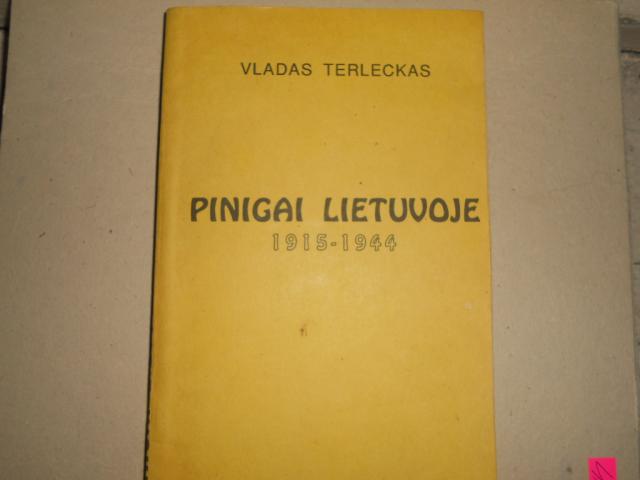 VLADAS TERLECKAS
PINIGAI LIETUVOJE
1915-1944